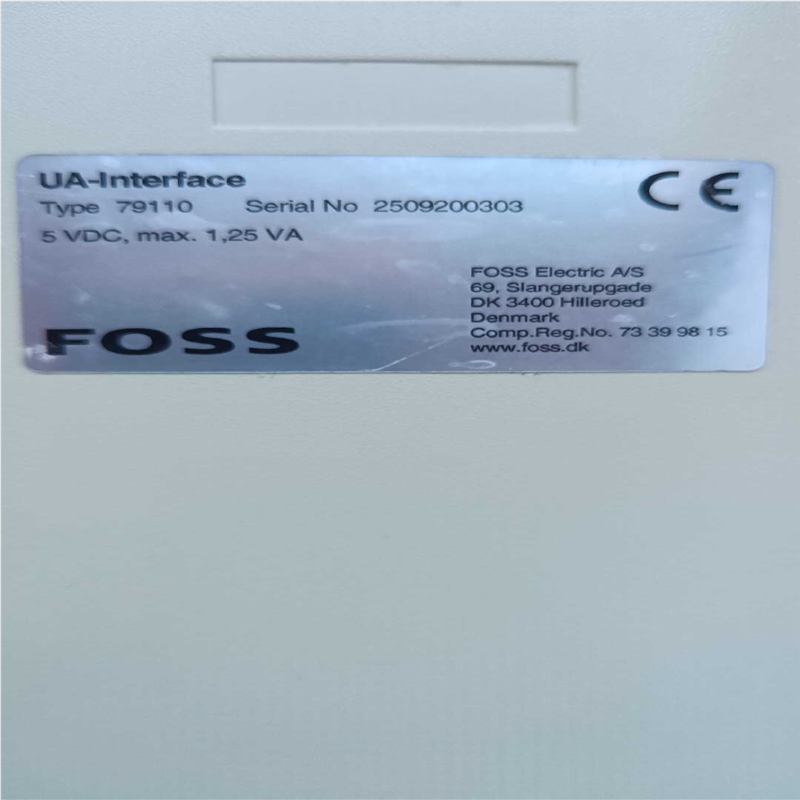 UA-Interface
Type 79110 Serial No 2509200303
5 VDC, max. 1,25 VA
CE
FOSS Electric A/S
69, Slangerupgade
DK 3400 Hilleroed
Denmark
Comp.Reg.No. 73 39 98 15
www.foss.dk
FOSS